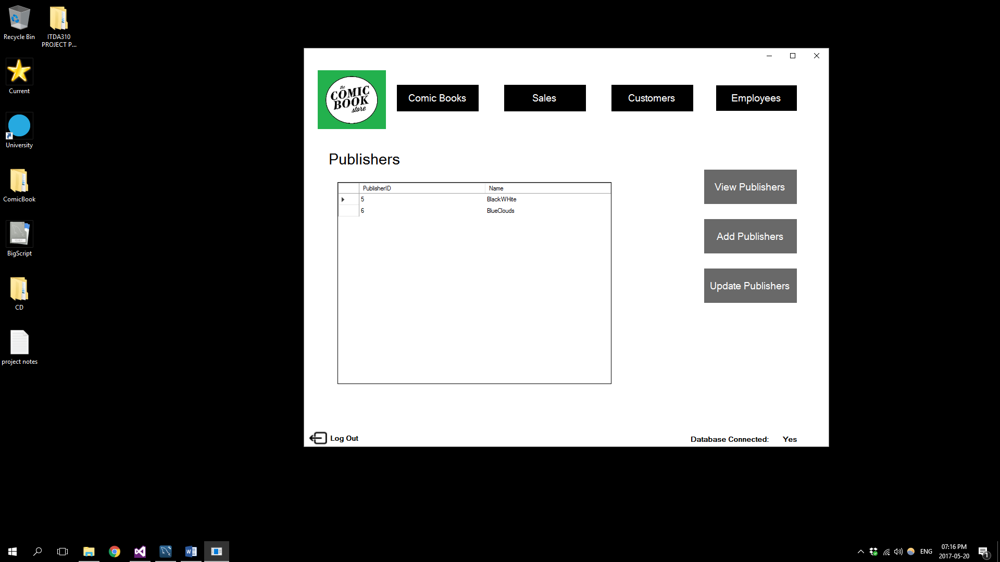 Recycle Bin
ITDA310
PROJECT P...
Current
University
ComicBook
BigScript
CD
project notes
the
COMIC
BOOK
store
Comic Books
Sales
Customers
Employees
Publishers
PublisherID Name
5 BlackWHite
6 BlueClouds
View Publishers
Add Publishers
Update Publishers
Log Out
Database Connected: Yes
ENG
07:16 PM
2017-05-20
1